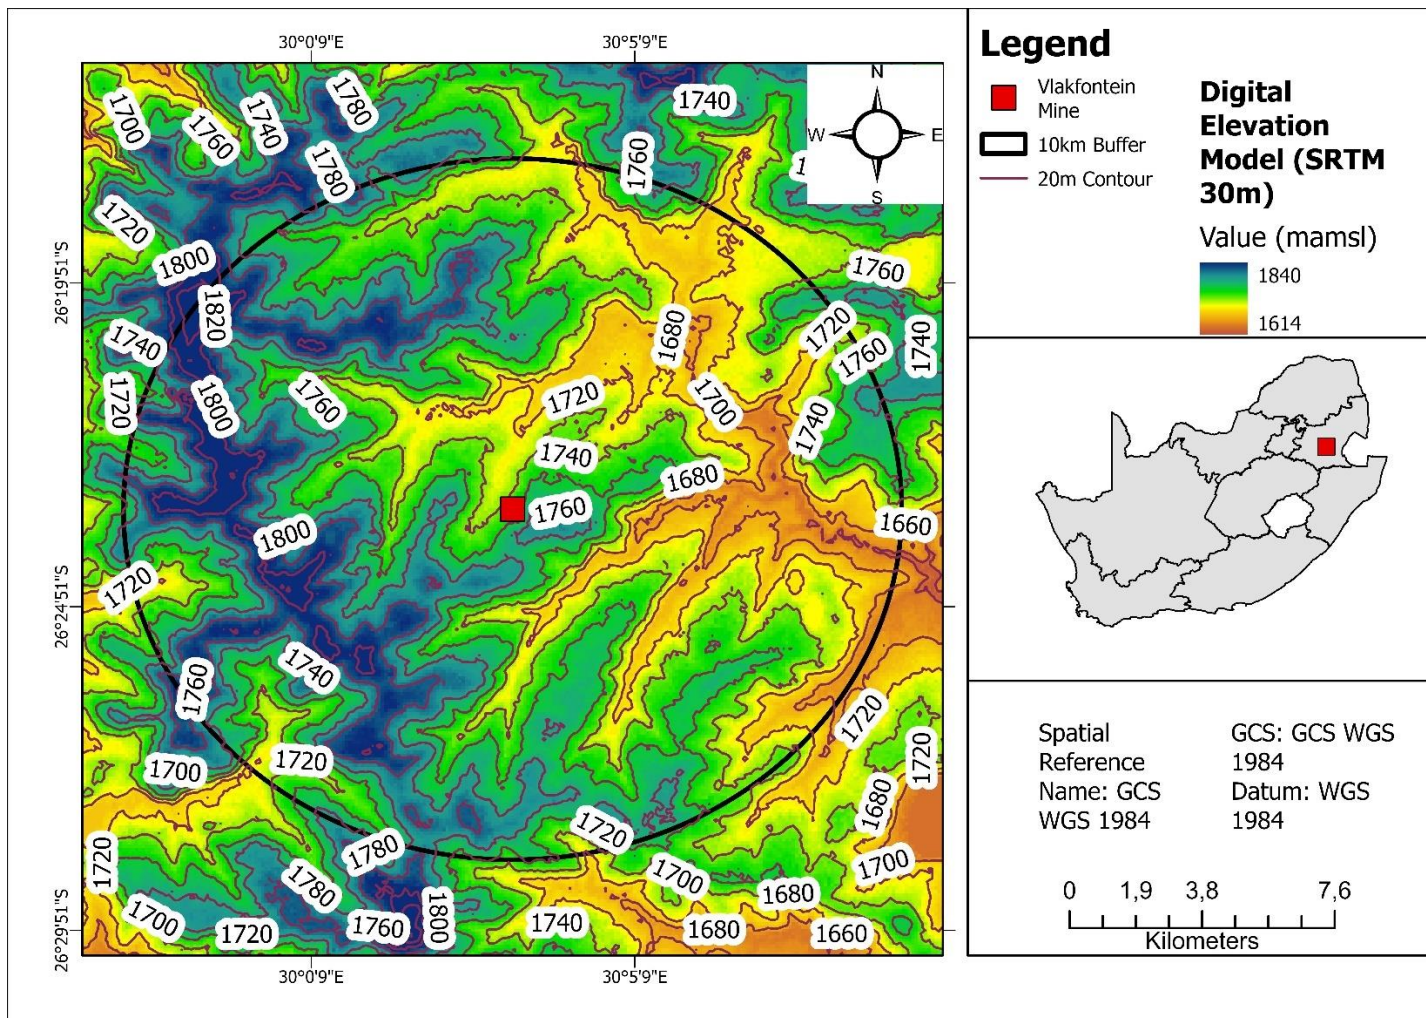 30°0'9"E
30°5'9"E
N
W
E
S
1700
1760
1740
1780
1780
1740
1760
1720
1800
1820
1740
1720
1800
1760
1680
1720
1700
1720
1760
1760
1740
1740
1740
1680
1760
1660
1800
1720
1740
1760
1700
1720
1720
1720
1680
1720
1780
1720
1700
1700
1680
1720
1780
1700
1720
1760
1800
1740
1680
1660
26°19'51"S
26°24'51"S
26°29'51"S
30°0'9"E
30°5'9"E
Legend
Vlakfontein
Mine
10km Buffer
20m Contour
Digital
Elevation
Model (SRTM
30m)
Value (mamsl)
1840
1614
Spatial
Reference
Name: GCS
WGS 1984
GCS: GCS WGS
1984
Datum: WGS
1984
0
1,9
3,8
7,6
Kilometers